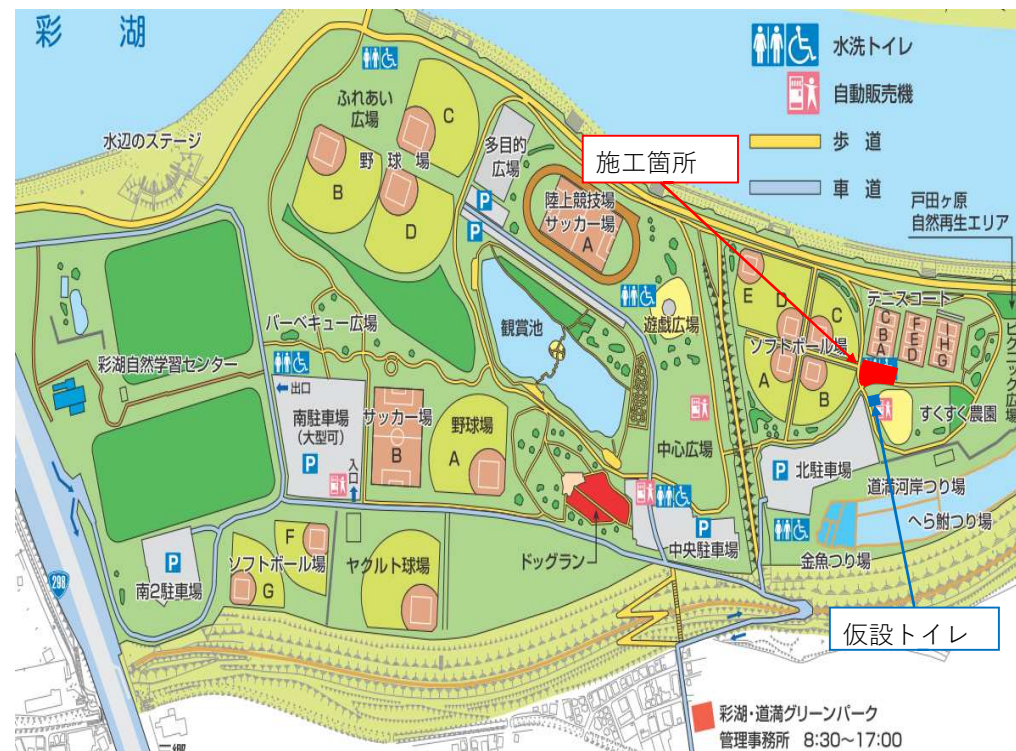 彩湖
水洗トイレ
自動販売機
歩道
車道
施工箇所
戸田ヶ原
自然再生エリア
水辺のステージ
ふれあい
広場
野球場
C
B
D
多目的
広場
P
P
陸上競技場
サッカー場
A
テニスコート
C
B
A
F
E
D
I
H
G
E
D
C
ソフトボール場
A
B
ピクニック広場
すくすく農園
遊戯広場
観賞池
バーベキュー広場
彩湖自然学習センター
出口
南駐車場
(大型可)
P
入口
サッカー場
B
野球場
A
中心広場
P
北駐車場
道満河岸つり場
へら鮒つり場
金魚つり場
P
中央駐車場
ドッグラン
P
南2駐車場
F
ソフトボール場
G
ヤクルト球場
298
仮設トイレ
彩湖・道満グリーンパーク
管理事務所 8:30〜17:00